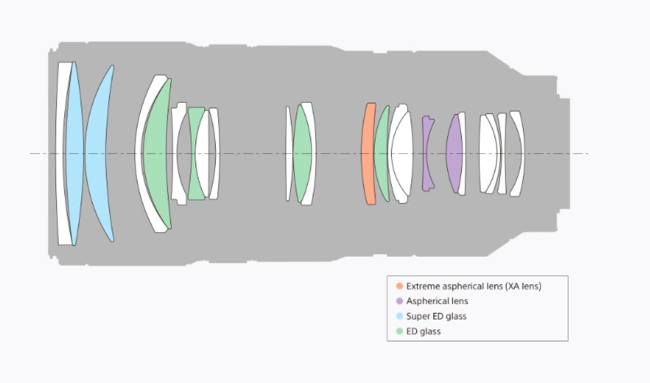 Extreme aspherical lens (XA lens)
Aspherical lens
Super ED glass
ED glass